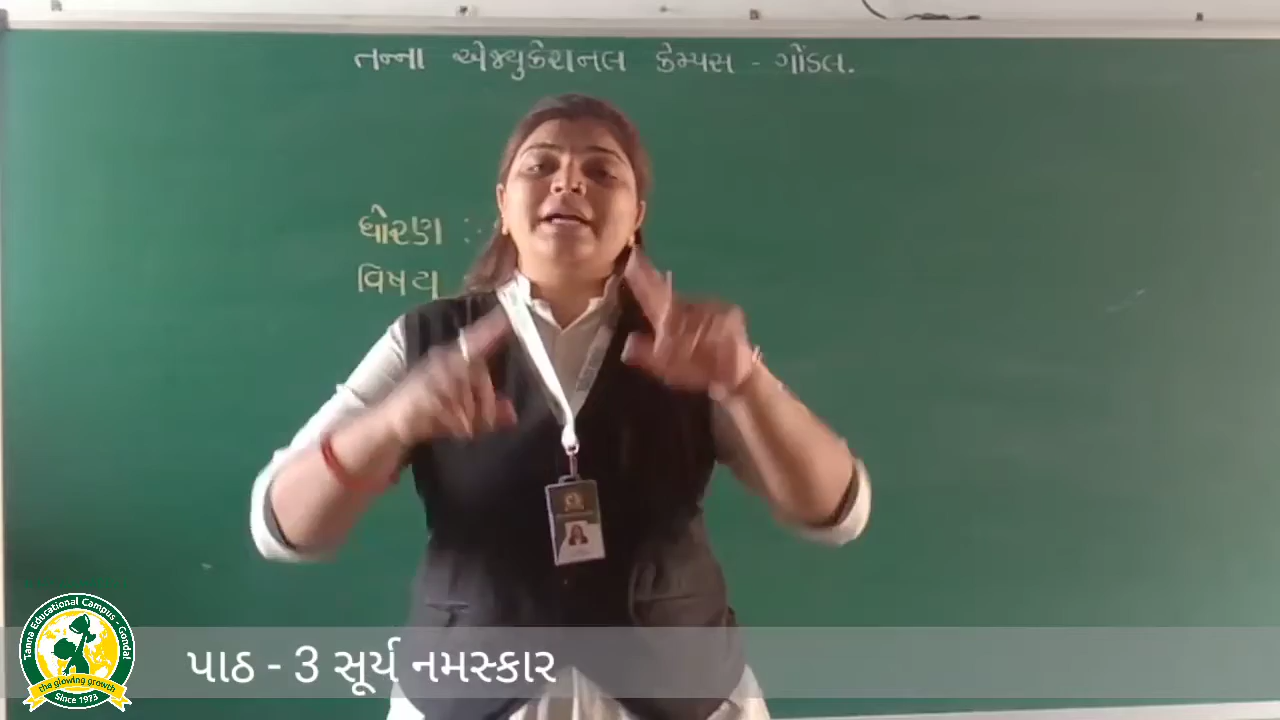 તન્ના એજ્યુકેશનલ કેમ્પસ - ગોંડલ.
ધોરણ :-
વિષય
Tanna Educational Campus - Gondal
the glowing growth
Since 1973
પાઠ - 3 સૂર્ય નમસ્કાર